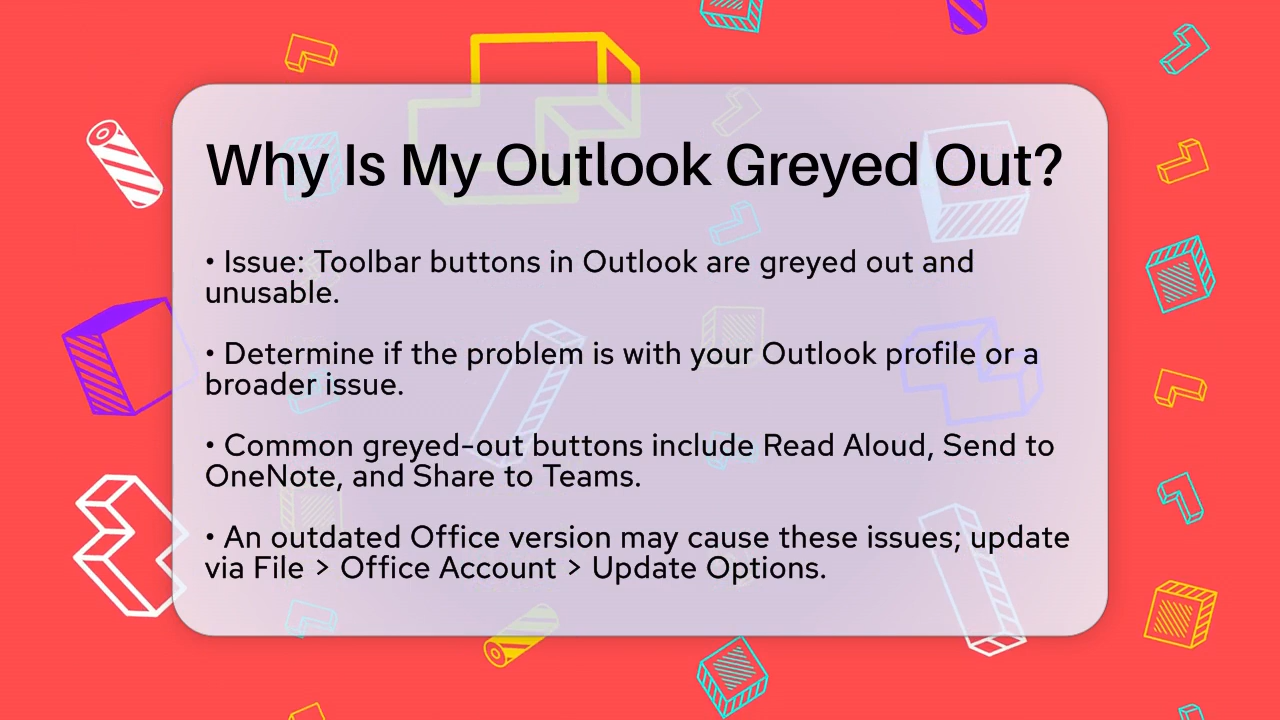 Why Is My Outlook Greyed Out?
• Issue: Toolbar buttons in Outlook are greyed out and
unusable.
• Determine if the problem is with your Outlook profile or a
broader issue.
• Common greyed-out buttons include Read Aloud, Send to
OneNote, and Share to Teams.
• An outdated Office version may cause these issues; update
via File > Office Account > Update Options.